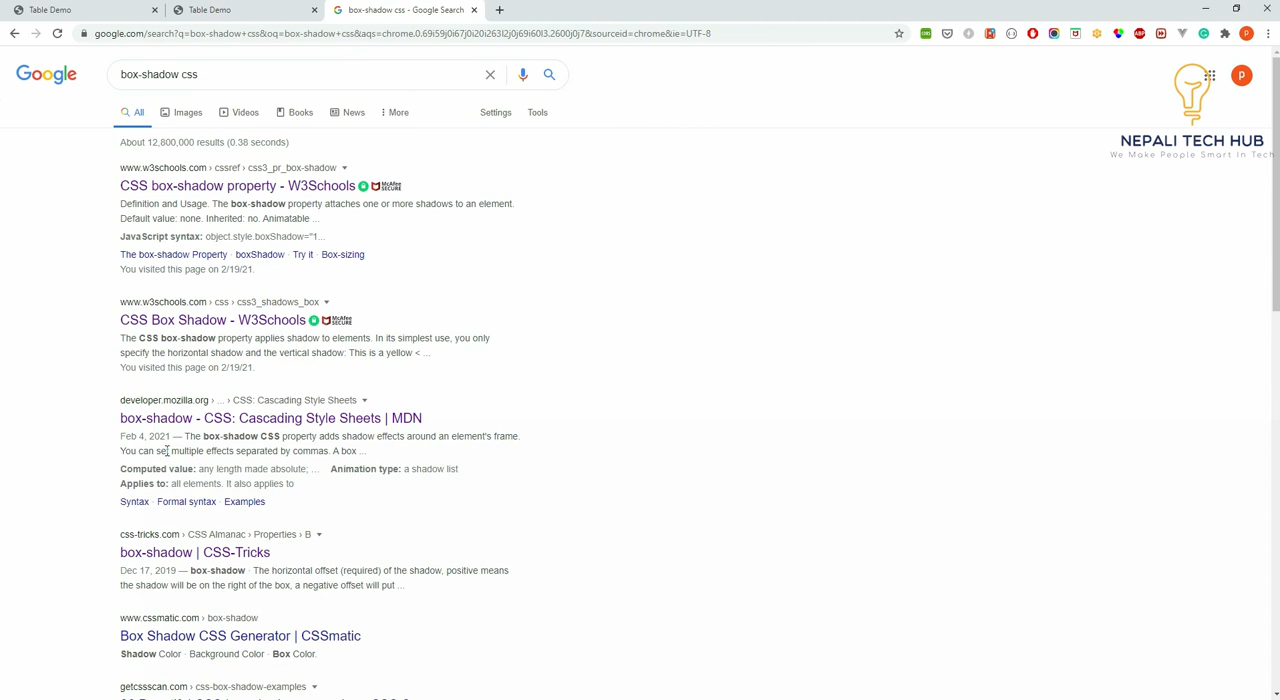 Table Demo
Table Demo
box-shadow css - Google Search
google.com/search?q=box-shadow+css&oq=box-shadow+css&aqs=chrome.0.69i59j0i67j0i20i263l2j0j69i60l3.2600j0j7&sourceid=chrome&ie=UTF-8
Google
box-shadow css
All Images Videos Books News More Settings Tools
P
NEPALI TECH HUB
We Make People Smart In Tech
About 12,800,000 results (0.38 seconds)
www.w3schools.com › cssref › css3_pr_box-shadow
CSS box-shadow property - W3Schools McAfee SECURE
Definition and Usage. The box-shadow property attaches one or more shadows to an element.
Default value: none. Inherited: no. Animatable ...
JavaScript syntax: object.style.boxShadow="1...
The box-shadow Property · boxShadow · Try it · Box-sizing
You visited this page on 2/19/21.
www.w3schools.com › css › css3_shadows_box
CSS Box Shadow - W3Schools McAfee SECURE
The CSS box-shadow property applies shadow to elements. In its simplest use, you only
specify the horizontal shadow and the vertical shadow: This is a yellow < ...
You visited this page on 2/19/21.
developer.mozilla.org › ... › CSS: Cascading Style Sheets
box-shadow - CSS: Cascading Style Sheets | MDN
Feb 4, 2021 — The box-shadow CSS property adds shadow effects around an element's frame.
You can set multiple effects separated by commas. A box ...
Computed value: any length made absolute; ... Animation type: a shadow list
Applies to: all elements. It also applies to
Syntax · Formal syntax · Examples
css-tricks.com › CSS Almanac › Properties › B
box-shadow | CSS-Tricks
Dec 17, 2019 — box-shadow · The horizontal offset (required) of the shadow, positive means
the shadow will be on the right of the box, a negative offset will put ...
www.cssmatic.com › box-shadow
Box Shadow CSS Generator | CSSmatic
Shadow Color · Background Color · Box Color.
getcssscan.com › css-box-shadow-examples